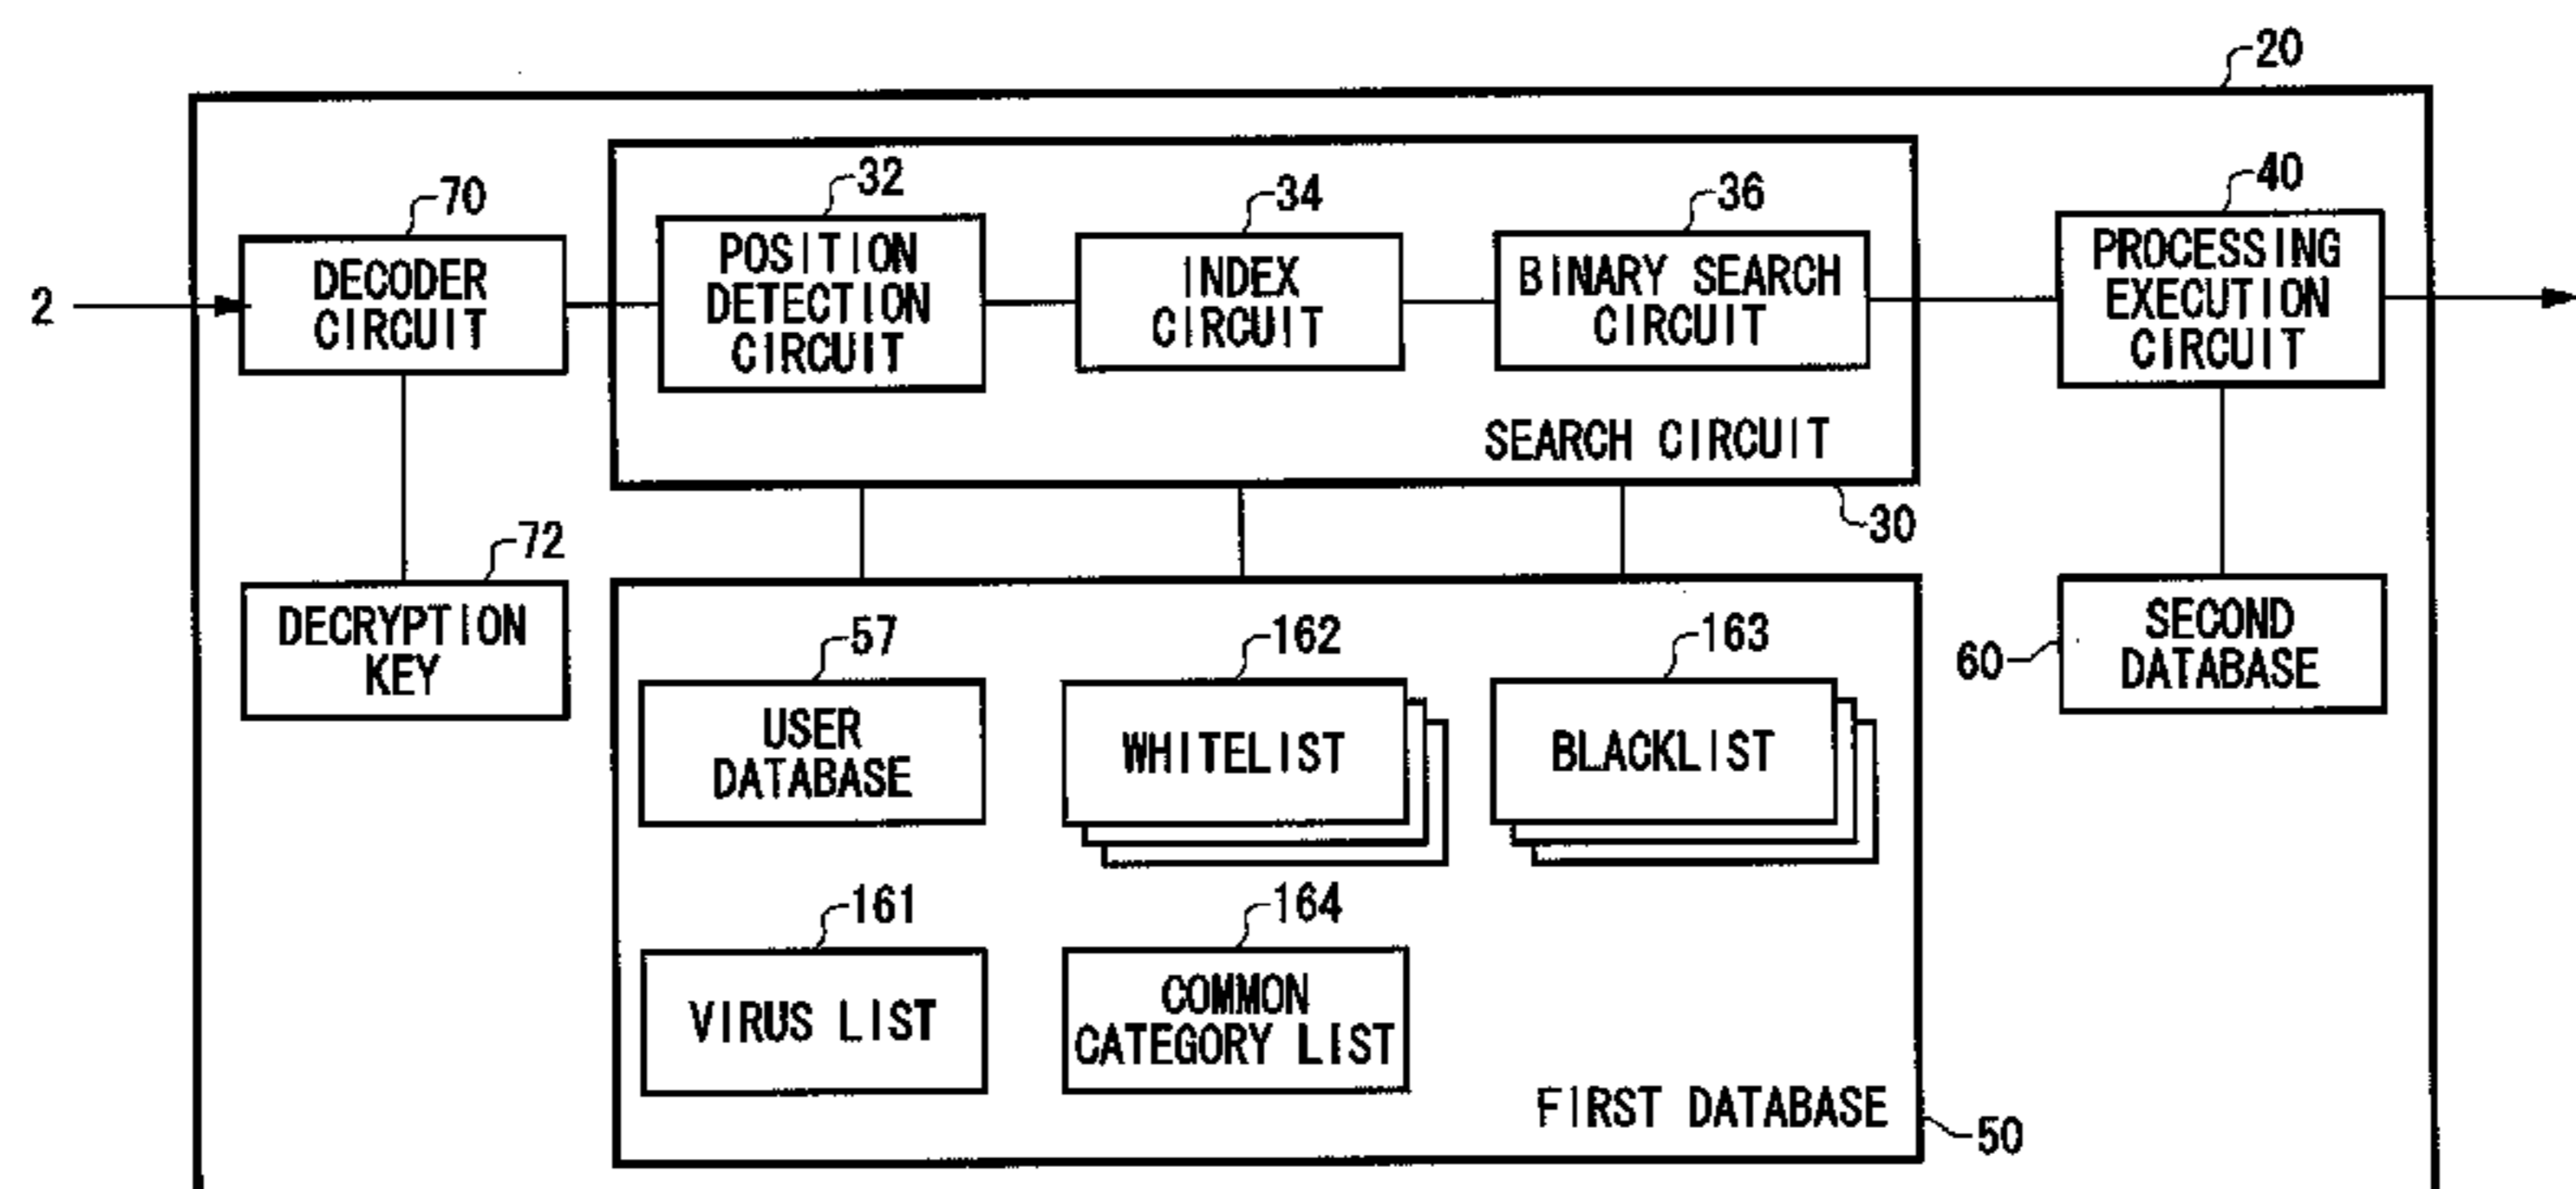 20
32
34
36
40
70
2
DECODER
CIRCUIT
POSITION
DETECTION
CIRCUIT
INDEX
CIRCUIT
BINARY SEARCH
CIRCUIT
PROCESSING
EXECUTION
CIRCUIT
SEARCH CIRCUIT
30
72
DECRYPTION
KEY
57
162
163
USER
DATABASE
WHITELIST
BLACKLIST
60
SECOND
DATABASE
161
164
VIRUS LIST
COMMON
CATEGORY LIST
FIRST DATABASE
50